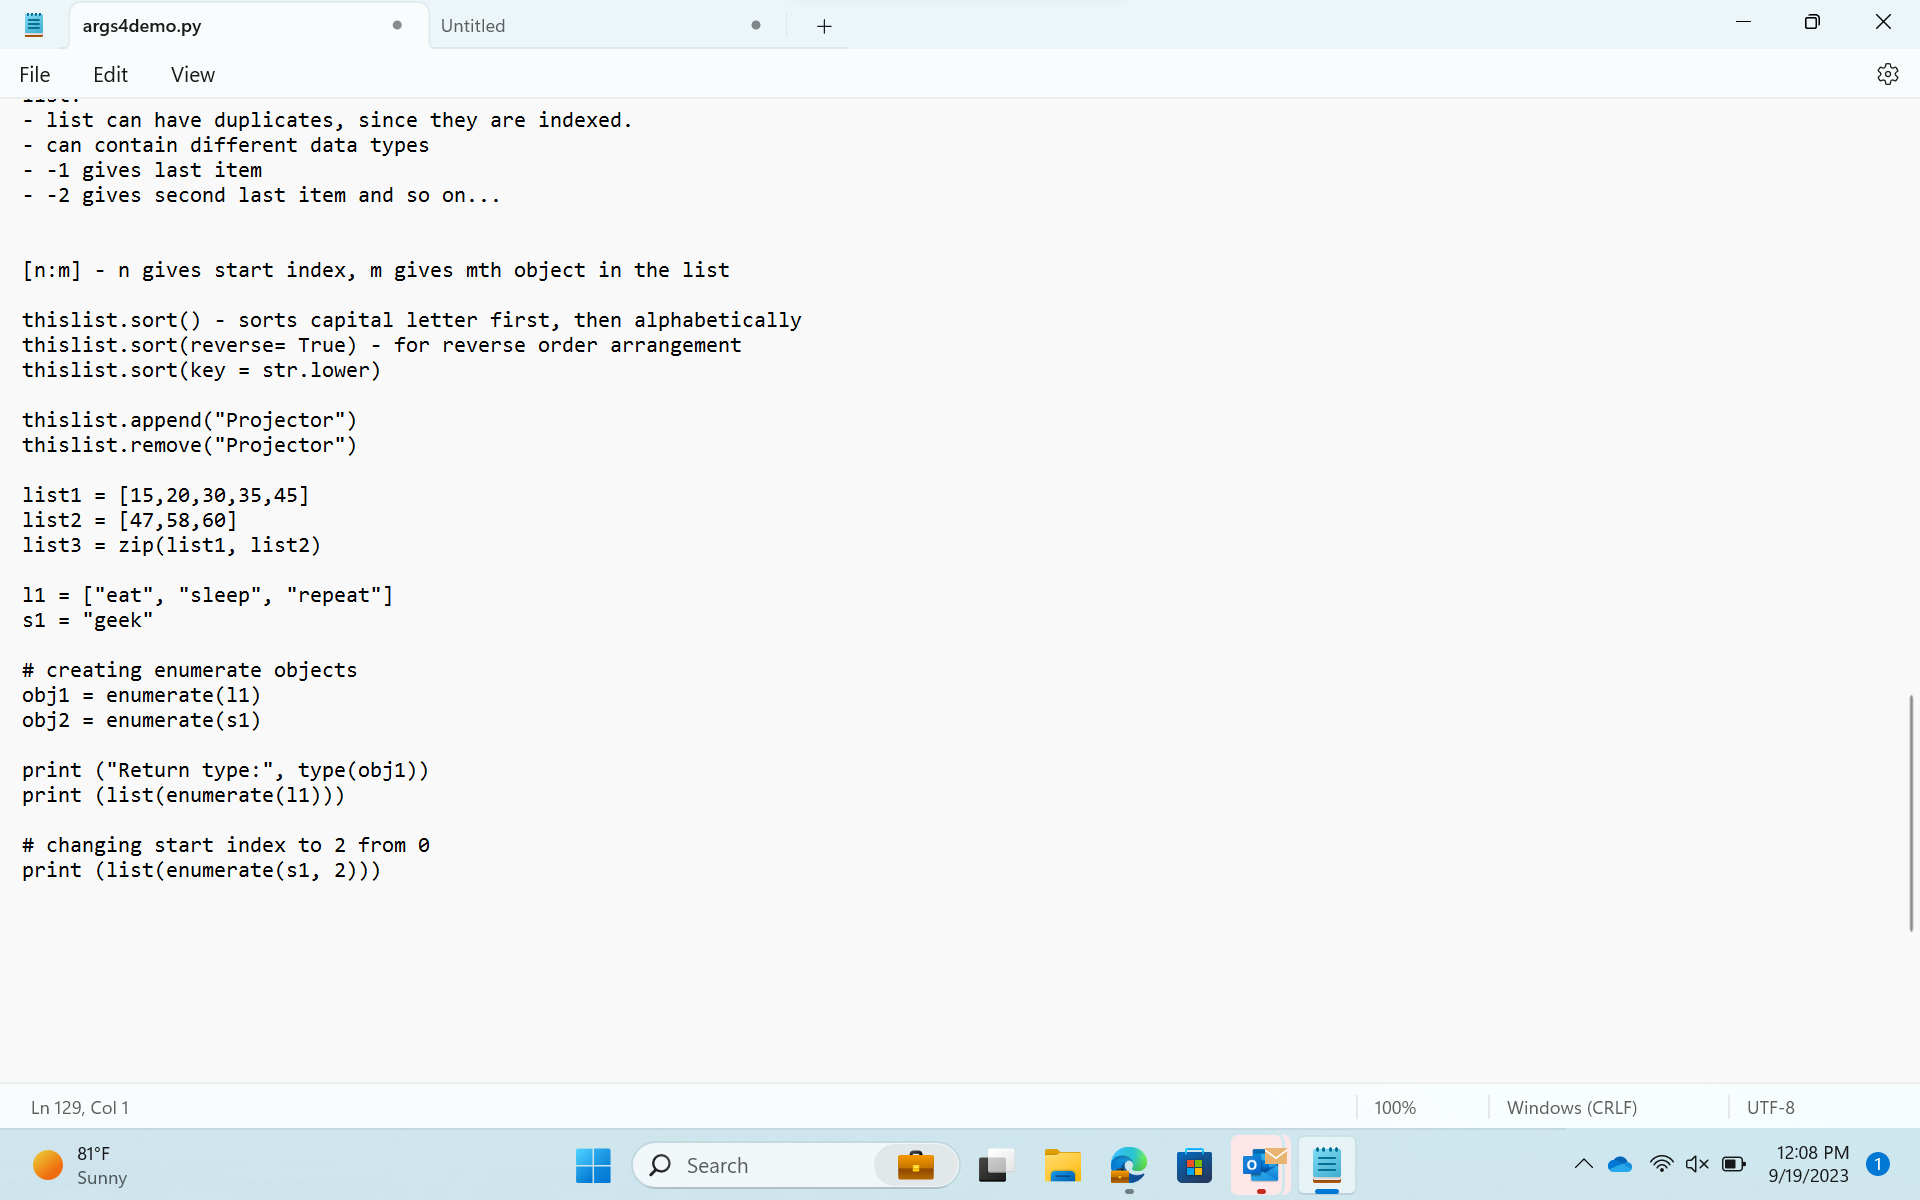 args4demo.py
Untitled
File
Edit
View
list:
- list can have duplicates, since they are indexed.
- can contain different data types
- -1 gives last item
- -2 gives second last item and so on...
[n:m] - n gives start index, m gives mth object in the list
thislist.sort() - sorts capital letter first, then alphabetically
thislist.sort(reverse= True) - for reverse order arrangement
thislist.sort(key = str.lower)
thislist.append("Projector")
thislist.remove("Projector")
list1 = [15,20,30,35,45]
list2 = [47,58,60]
list3 = zip(list1, list2)
l1 = ["eat", "sleep", "repeat"]
s1 = "geek"
# creating enumerate objects
obj1 = enumerate(l1)
obj2 = enumerate(s1)
print ("Return type:", type(obj1))
print (list(enumerate(l1)))
# changing start index to 2 from 0
print (list(enumerate(s1, 2)))
Ln 129, Col 1
100%
Windows (CRLF)
UTF-8
81°F
Sunny
Search
12:08 PM
9/19/2023
1